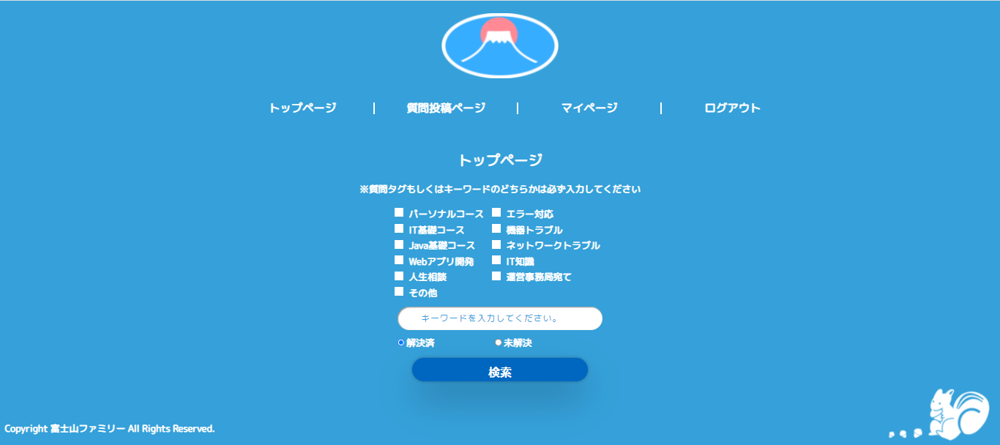 トップページ 質問投稿ページ マイページ ログアウト
トップページ
※質問タグもしくはキーワードのどちらかは必ず入力してください
パーソナルコース エラー対応
IT基礎コース 機器トラブル
Java基礎コース ネットワークトラブル
Webアプリ開発 IT知識
人生相談 運営事務局宛て
その他
キーワードを入力してください。
解決済 未解決
検索
Copyright 富士山ファミリー All Rights Reserved.